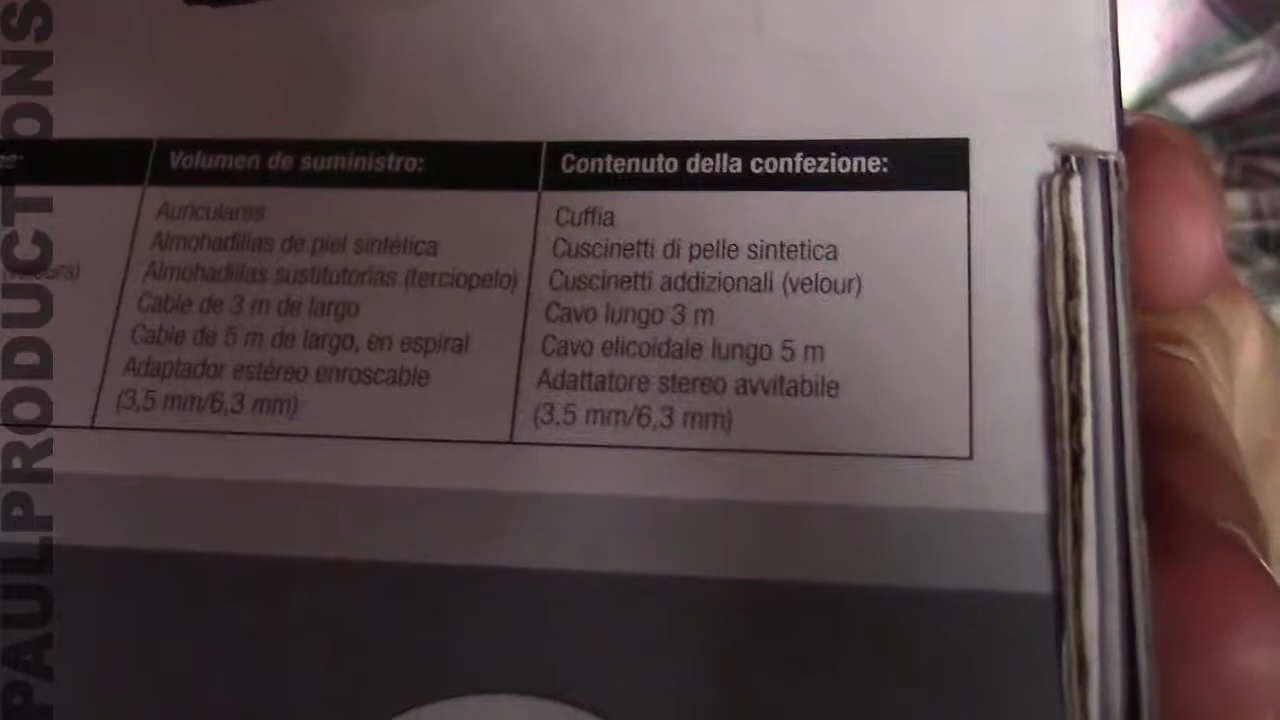 PAULPRODUCTIONS
Volumen de suministro:
Auriculares
Almohadillas de piel sintética
Almohadillas sustitutorias (terciopelo)
Cable de 3 m de largo
Cable de 5 m de largo, en espiral
Adaptador estéreo enroscable
(3,5 mm/6,3 mm)
Contenuto della confezione:
Cuffia
Cuscinetti di pelle sintetica
Cuscinetti addizionali (velour)
Cavo lungo 3 m
Cavo elicoidale lungo 5 m
Adattatore stereo avvitabile
(3,5 mm/6,3 mm)